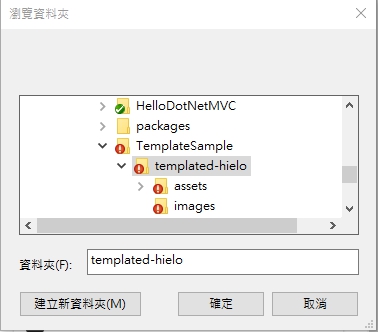 瀏覽資料夾
HelloDotNetMVC
packages
TemplateSample
templated-hielo
assets
images
資料夾(F):
templated-hielo
建立新資料夾(M)
確定
取消